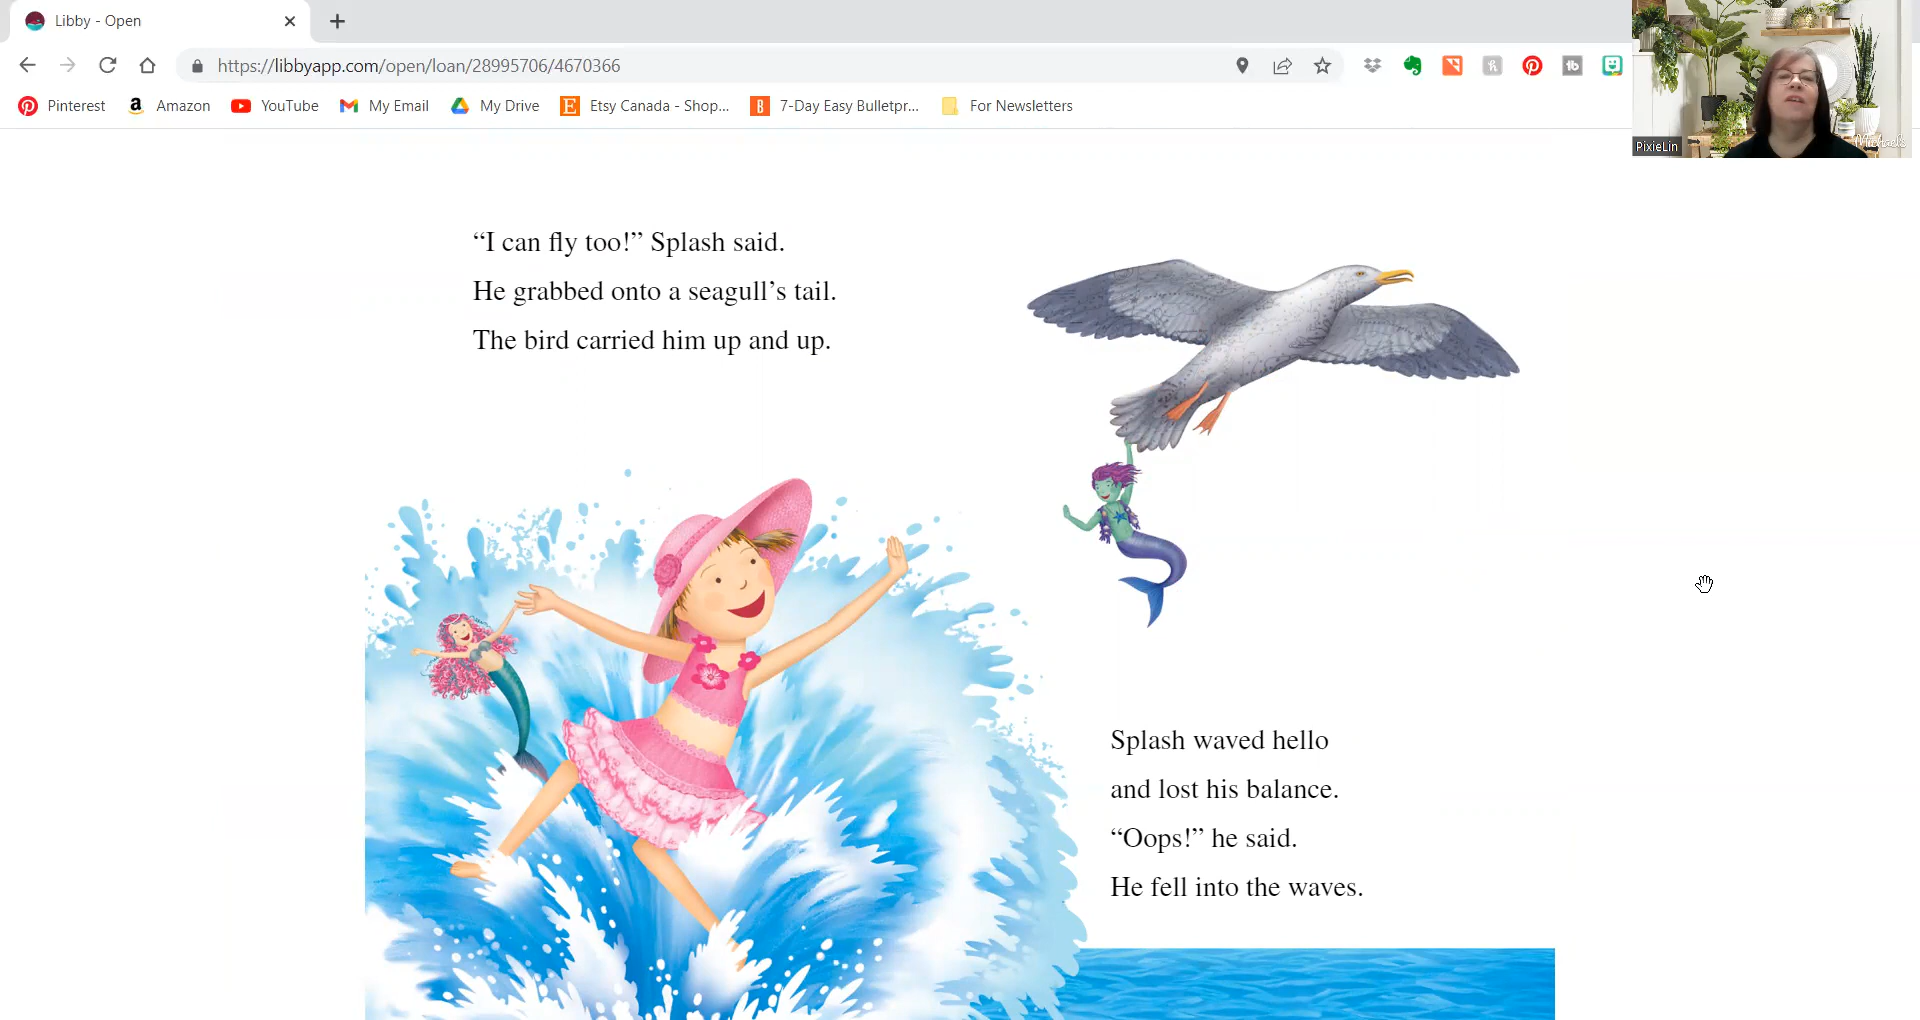 Libby - Open
https://libbyapp.com/open/loan/28995706/4670366
Pinterest
Amazon
YouTube
My Email
My Drive
Etsy Canada - Shop...
7-Day Easy Bulletpr...
For Newsletters
PixieLin
Michaels
“I can fly too!” Splash said.
He grabbed onto a seagull’s tail.
The bird carried him up and up.
Splash waved hello
and lost his balance.
“Oops!” he said.
He fell into the waves.